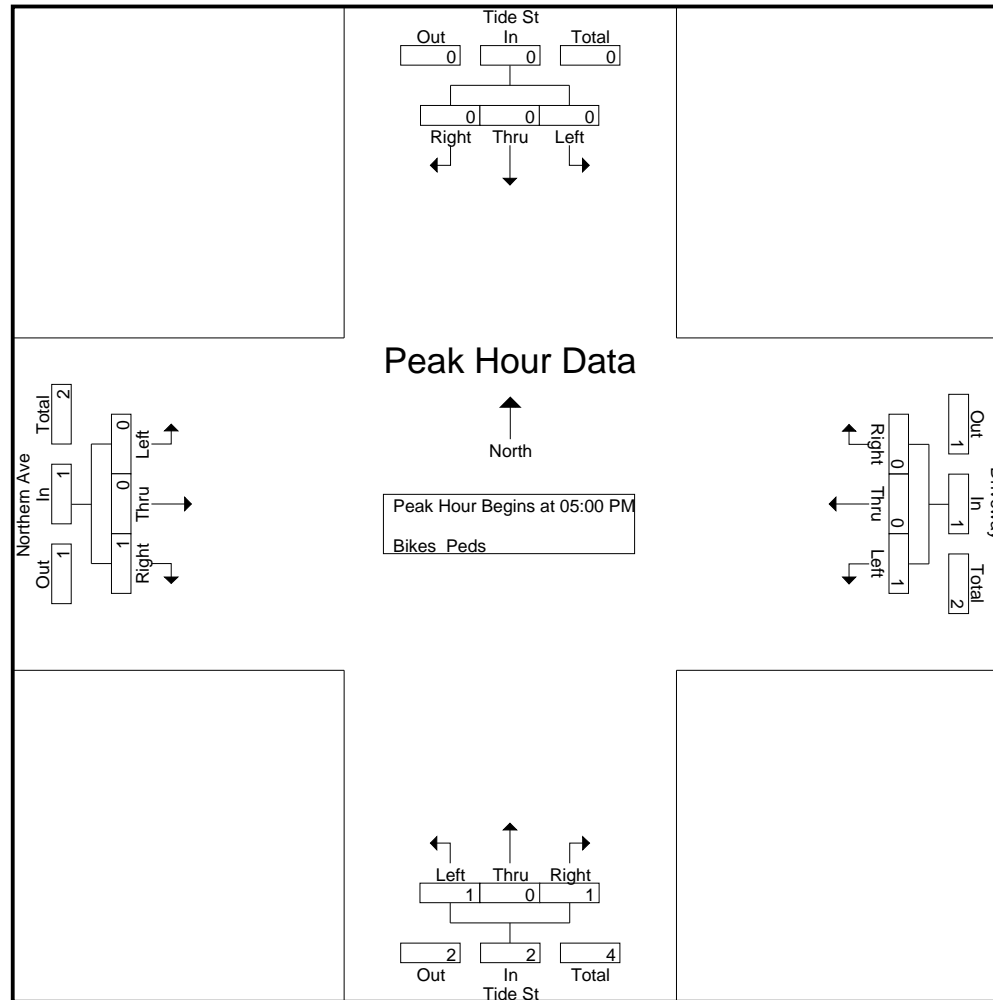 Tide St
Out In Total
0 0 0
0 0 0
Right Thru Left
Peak Hour Data
North
Peak Hour Begins at 05:00 PM
Bikes Peds
Northern Ave
Out In Total
1 1 2
Left Thru Right
0 0 1
Right Thru Left
0 0 1
Out In Total
1 1 2
Left Thru Right
1 0 1
2 2 4
Out In Total
Tide St